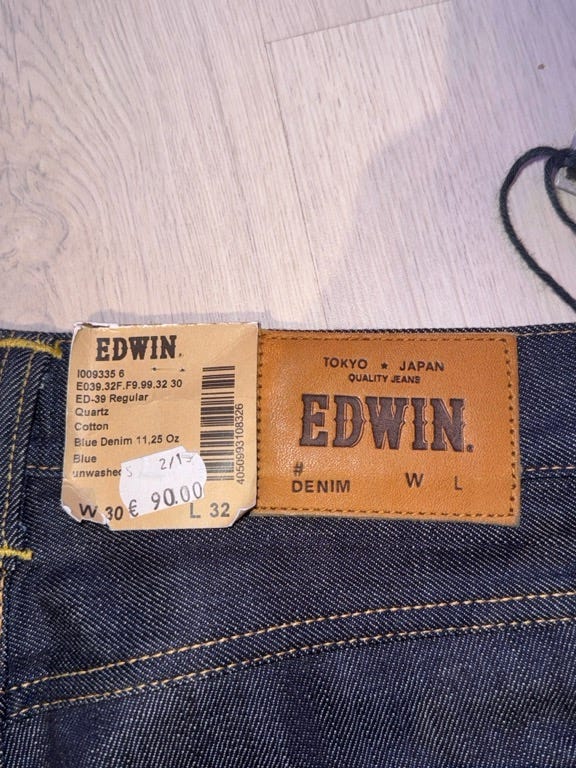 EDWIN.
I009335 6
E039.32F.F9.99.32 30
ED-39 Regular
Quartz
Cotton
Blue Denim 11,25 Oz
Blue
unwashed
S 2/15
€ 90.00
W 30
L 32
4050993108326
TOKYO ★ JAPAN
QUALITY JEANS
EDWIN.
#
DENIM W L